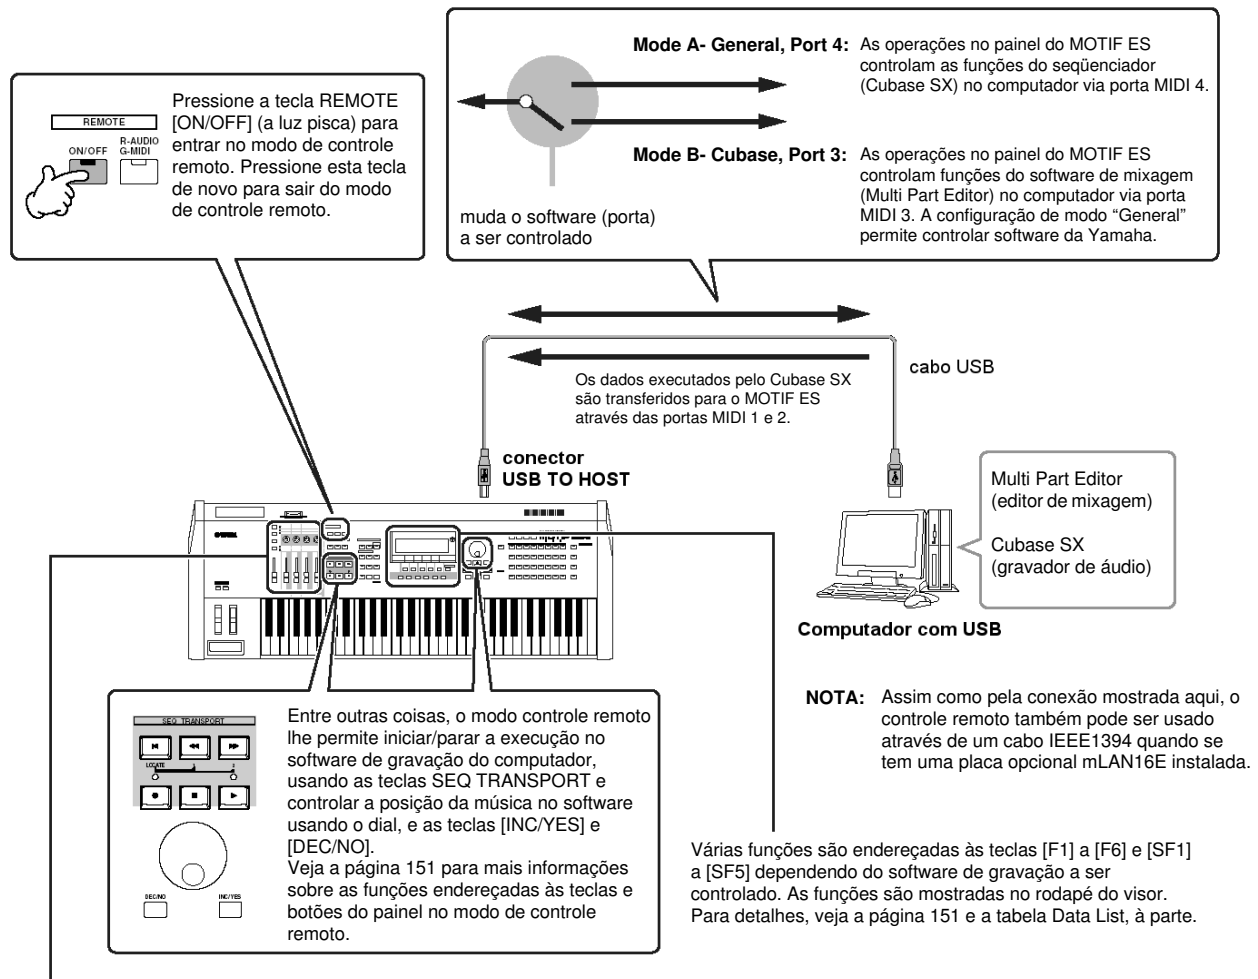 Mode A- General, Port 4: As operações no painel do MOTIF ES
controlam as funções do seqüenciador
(Cubase SX) no computador via porta MIDI 4.
Mode B- Cubase, Port 3: As operações no painel do MOTIF ES
controlam funções do software de mixagem
(Multi Part Editor) no computador via porta
MIDI 3. A configuração de modo “General”
permite controlar software da Yamaha.
muda o software (porta)
a ser controlado
REMOTE
ON/OFF
R-AUDIO
G-MIDI
Pressione a tecla REMOTE
[ON/OFF] (a luz pisca) para
entrar no modo de controle
remoto. Pressione esta tecla
de novo para sair do modo
de controle remoto.
cabo USB
Os dados executados pelo Cubase SX
são transferidos para o MOTIF ES
através das portas MIDI 1 e 2.
conector
USB TO HOST
Multi Part Editor
(editor de mixagem)
Cubase SX
(gravador de áudio)
Computador com USB
NOTA: Assim como pela conexão mostrada aqui, o
controle remoto também pode ser usado
através de um cabo IEEE1394 quando se
tem uma placa opcional mLAN16E instalada.
SEQ TRANSPORT
LOCATE
DEC/NO
INC/YES
Entre outras coisas, o modo controle remoto
lhe permite iniciar/parar a execução no
software de gravação do computador,
usando as teclas SEQ TRANSPORT e
controlar a posição da música no software
usando o dial, e as teclas [INC/YES] e
[DEC/NO].
Veja a página 151 para mais informações
sobre as funções endereçadas às teclas e
botões do painel no modo de controle
remoto.
Várias funções são endereçadas às teclas [F1] a [F6] e [SF1]
a [SF5] dependendo do software de gravação a ser
controlado. As funções são mostradas no rodapé do visor.
Para detalhes, veja a página 151 e a tabela Data List, à parte.